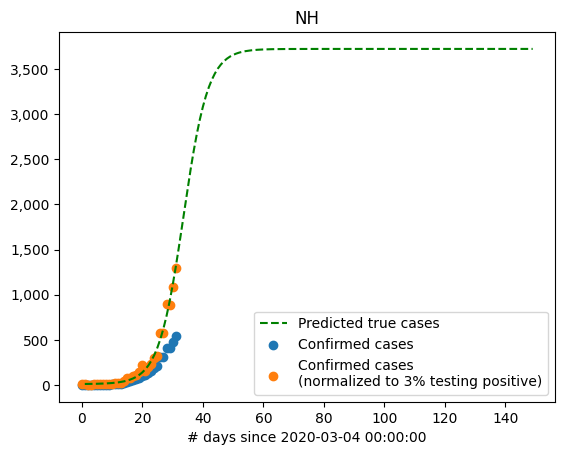 NH
3,500
3,000
2,500
2,000
1,500
1,000
500
0
Predicted true cases
Confirmed cases
Confirmed cases
(normalized to 3% testing positive)
0 20 40 60 80 100 120 140
# days since 2020-03-04 00:00:00